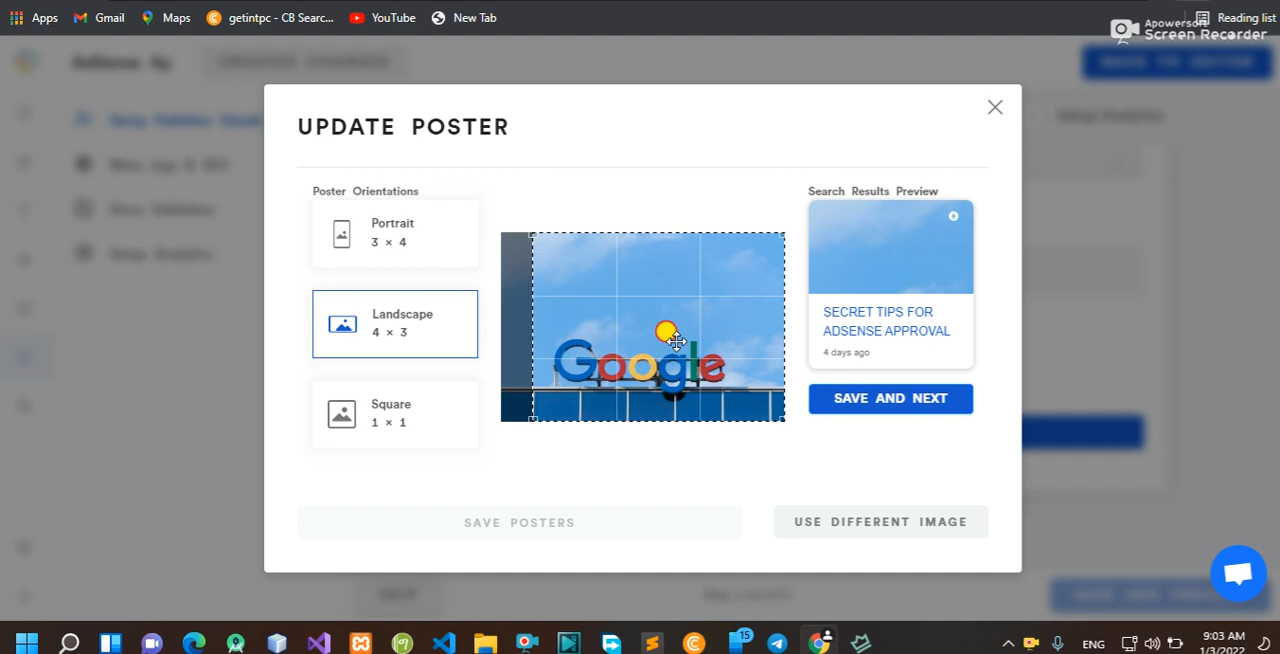 Apps
Gmail
Maps
getintpc - CB Searc...
YouTube
New Tab
Reading list
Apowersoft
Screen Recorder
AdSense Ay
UPDATE POSTER
Poster Orientations
Portrait
3 × 4
Landscape
4 × 3
Square
1 × 1
Google
Search Results Preview
SECRET TIPS FOR
ADSENSE APPROVAL
4 days ago
SAVE AND NEXT
SAVE POSTERS
USE DIFFERENT IMAGE
15
ENG
9:03 AM
1/3/2022